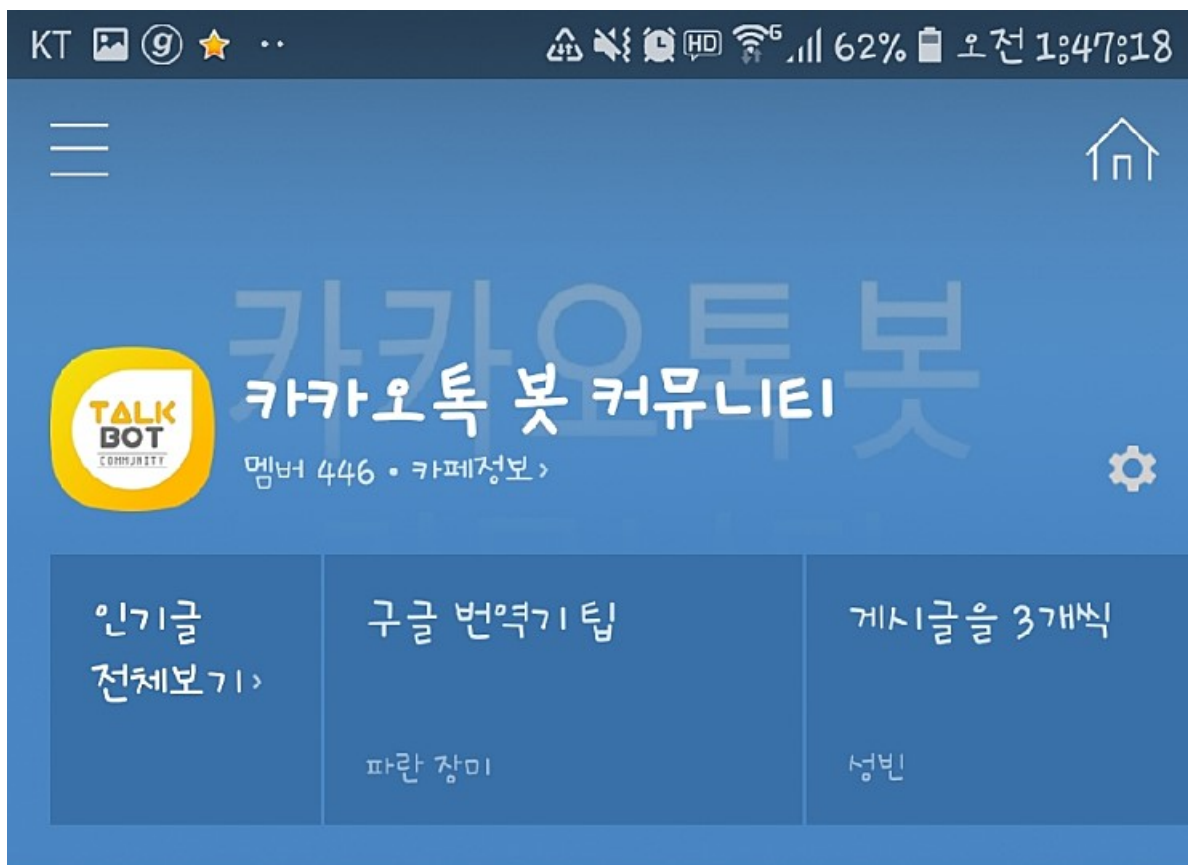 KT 62% 오전 1:47:18
카카오톡 봇
TALK
BOT
COMMUNITY
카카오톡 봇 커뮤니티
멤버 446 • 카페정보 ›
인기글
전체보기 ›
구글 번역기 팁
파란 장미
게시글을 3개씩
성빈